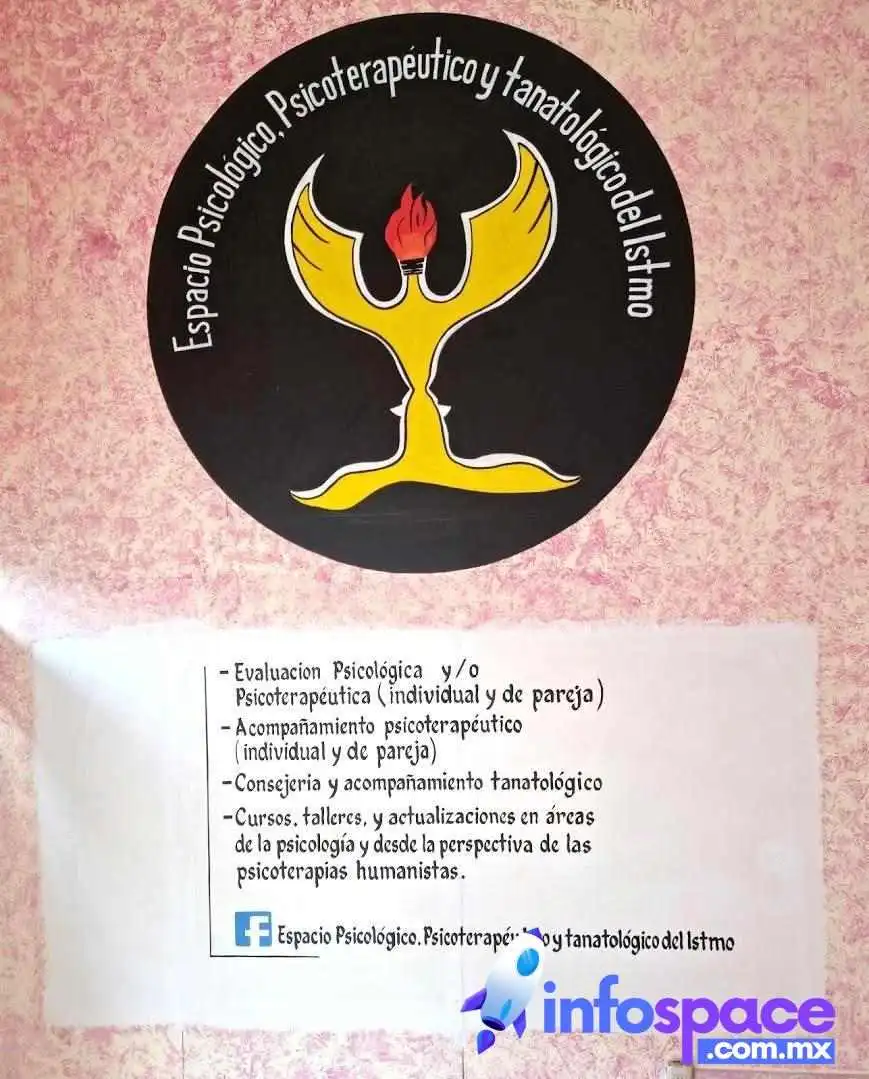 Espacio Psicológico, Psicoterapéutico y tanatológico del Istmo
- Evaluacion Psicológica y/o
Psicoterapéutica (individual y de pareja)
- Acompañamiento psicoterapéutico
(individual y de pareja)
- Consejeria y acompañamiento tanatológico
- Cursos, talleres, y actualizaciones en áreas
de la psicología y desde la perspectiva de las
psicoterapias humanistas.
f Espacio Psicológico, y tanatológico del Istmo
infospace
.com.mx